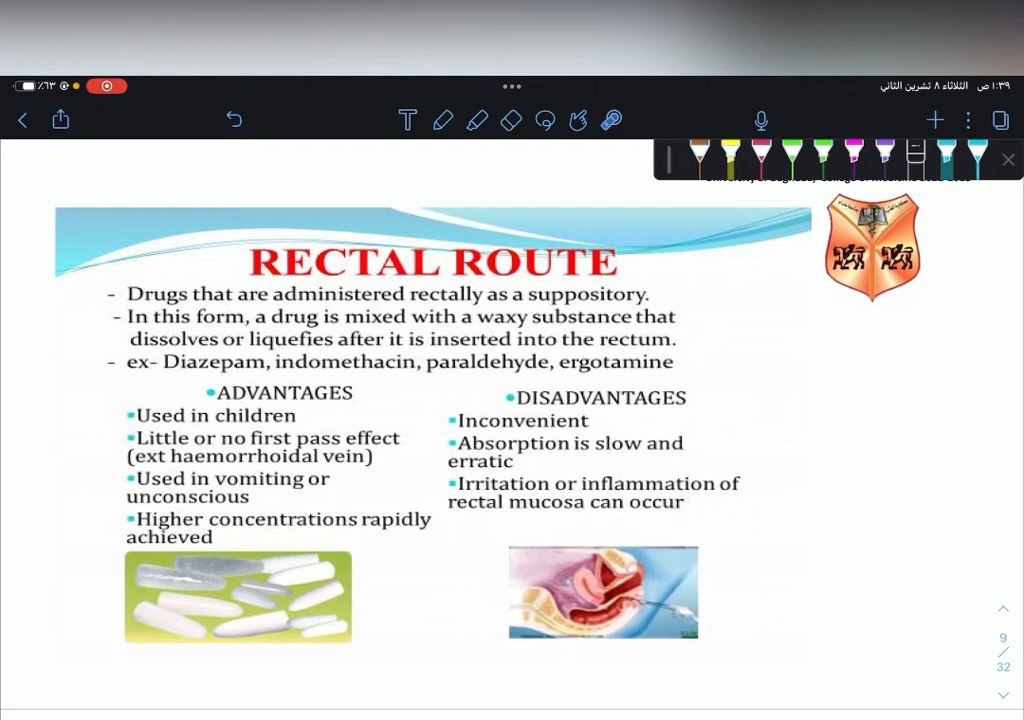 ٪٦٣
الثلاثاء ٨ تشرين الثاني ١:٣٩ ص
RECTAL ROUTE
- Drugs that are administered rectally as a suppository.
- In this form, a drug is mixed with a waxy substance that
dissolves or liquefies after it is inserted into the rectum.
- ex- Diazepam, indomethacin, paraldehyde, ergotamine
•ADVANTAGES
▪Used in children
▪Little or no first pass effect
(ext haemorrhoidal vein)
▪Used in vomiting or
unconscious
▪Higher concentrations rapidly
achieved
•DISADVANTAGES
▪Inconvenient
▪Absorption is slow and
erratic
▪Irritation or inflammation of
rectal mucosa can occur
9
/
32